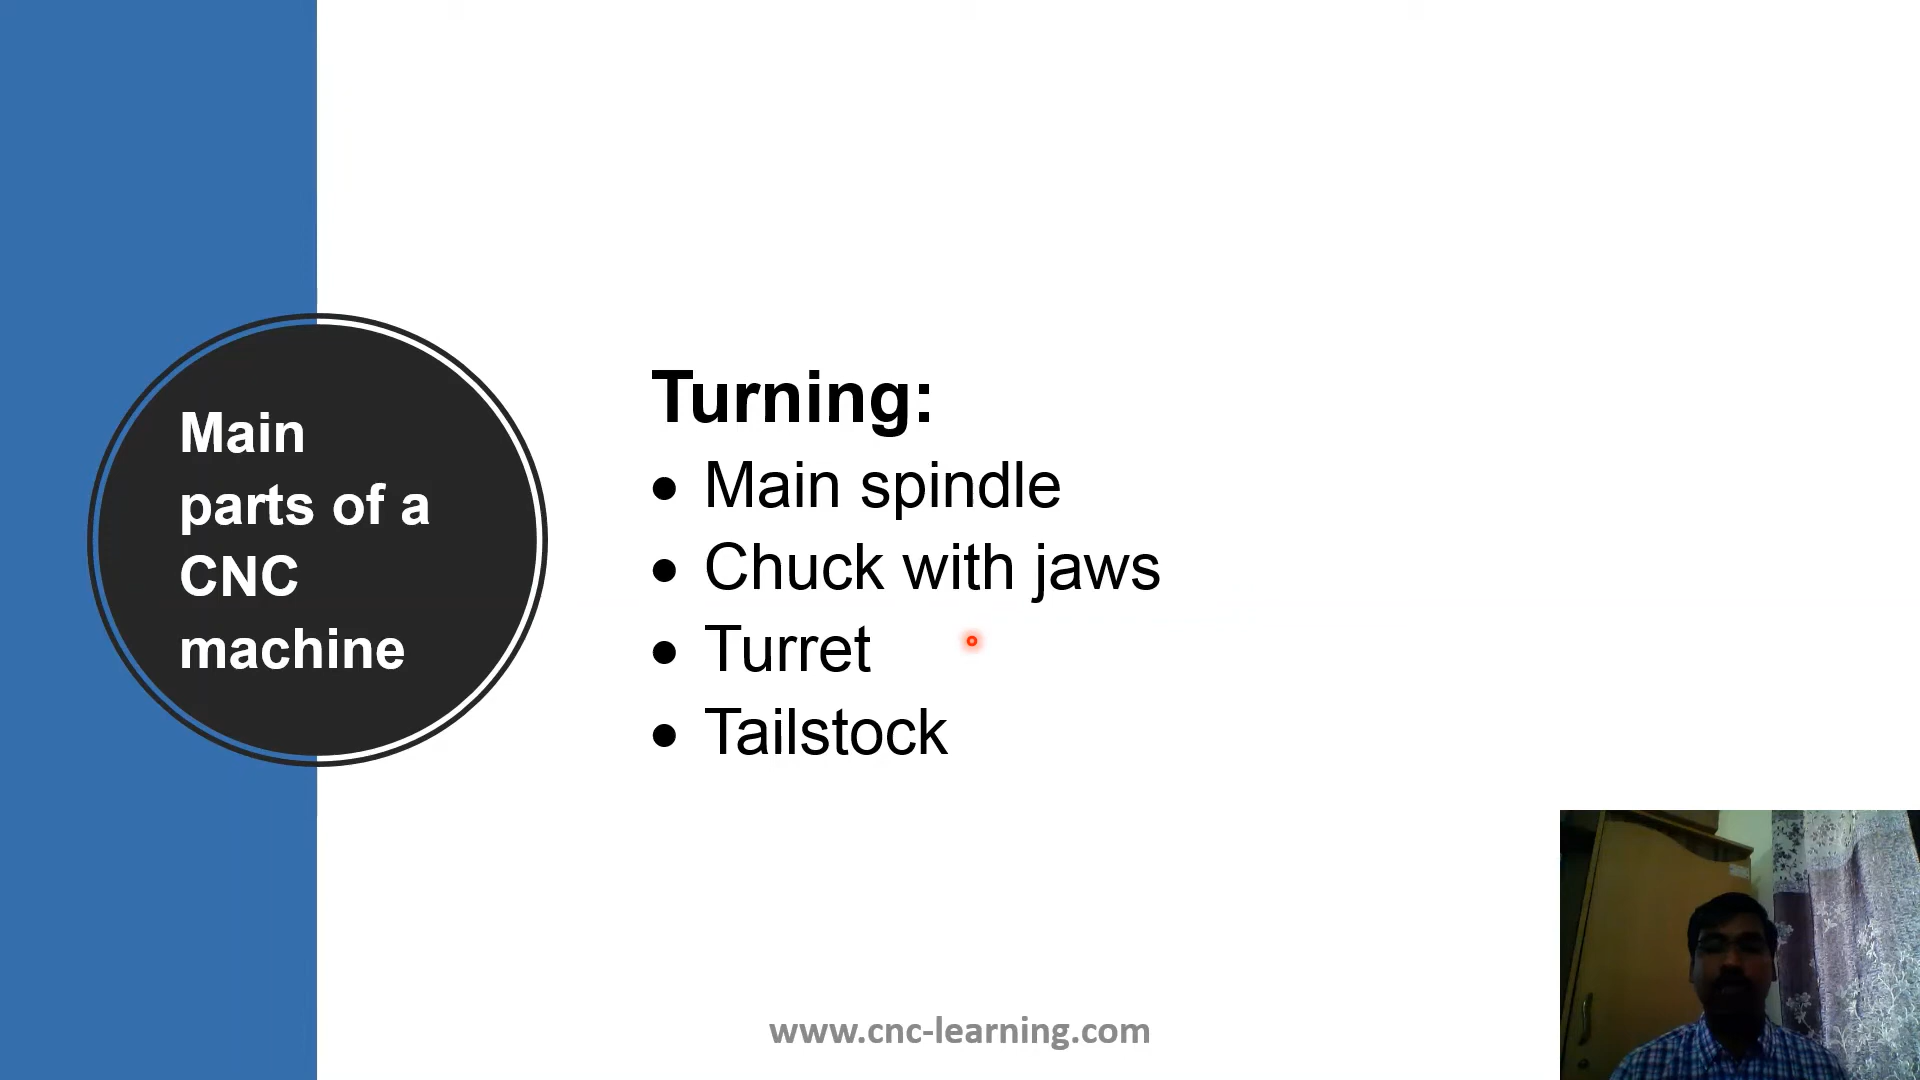 Main
parts of a
CNC
machine
Turning:
• Main spindle
• Chuck with jaws
• Turret
• Tailstock
www.cnc-learning.com